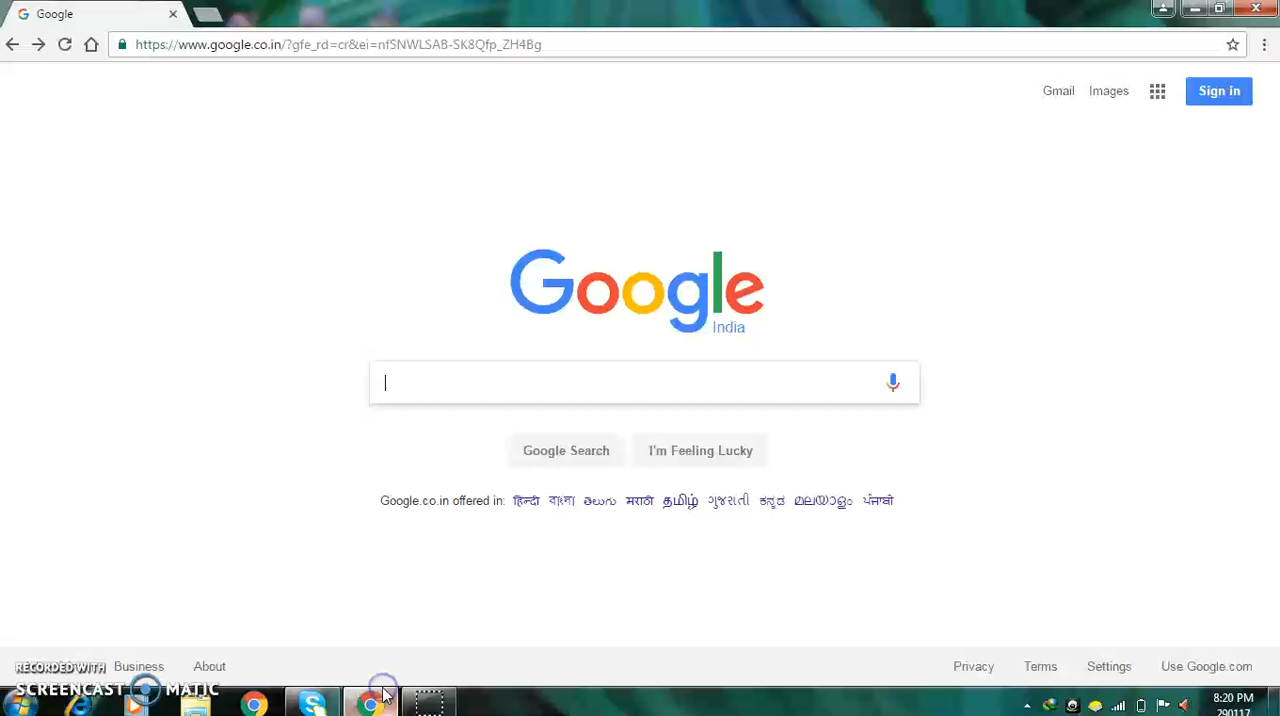 Google
https://www.google.co.in/?gfe_rd=cr&ei=nfSNWLSAB-SK8Qfp_ZH4Bg
Gmail Images Sign in
Google
India
Google Search I'm Feeling Lucky
Google.co.in offered in: हिन्दी বাংলা తెలుగు मराठी தமிழ் ગુજરાતી ಕನ್ನಡ മലയാളം ਪੰਜਾਬੀ
RECORDED WITH Business About Privacy Terms Settings Use Google.com
SCREENCAST MATIC
8:20 PM
290117